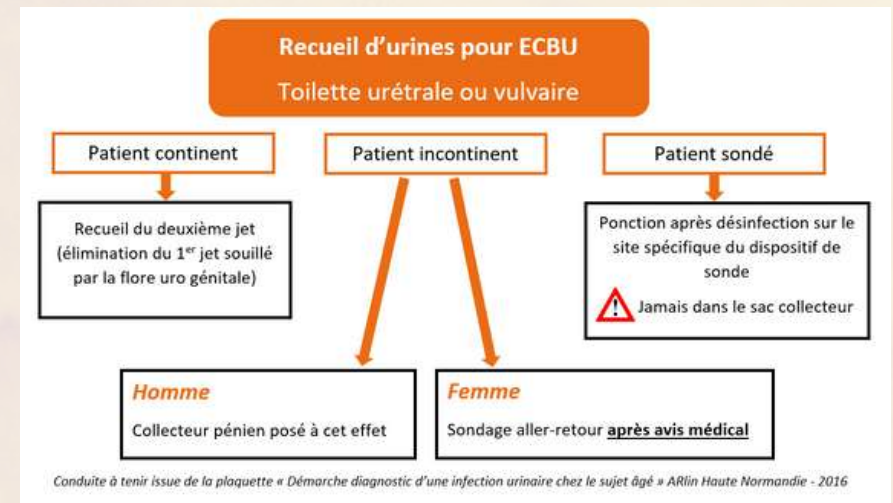 Recueil d'urines pour ECBU
Toilette urétrale ou vulvaire
Patient continent
Patient incontinent
Patient sondé
Recueil du deuxième jet
(élimination du 1er jet souillé
par la flore uro génitale)
Ponction après désinfection sur le
site spécifique du dispositif de
sonde
Jamais dans le sac collecteur
Homme
Collecteur pénien posé à cet effet
Femme
Sondage aller-retour après avis médical
Conduite à tenir issue de la plaquette « Démarche diagnostic d'une infection urinaire chez le sujet âgé » ARlin Haute Normandie - 2016